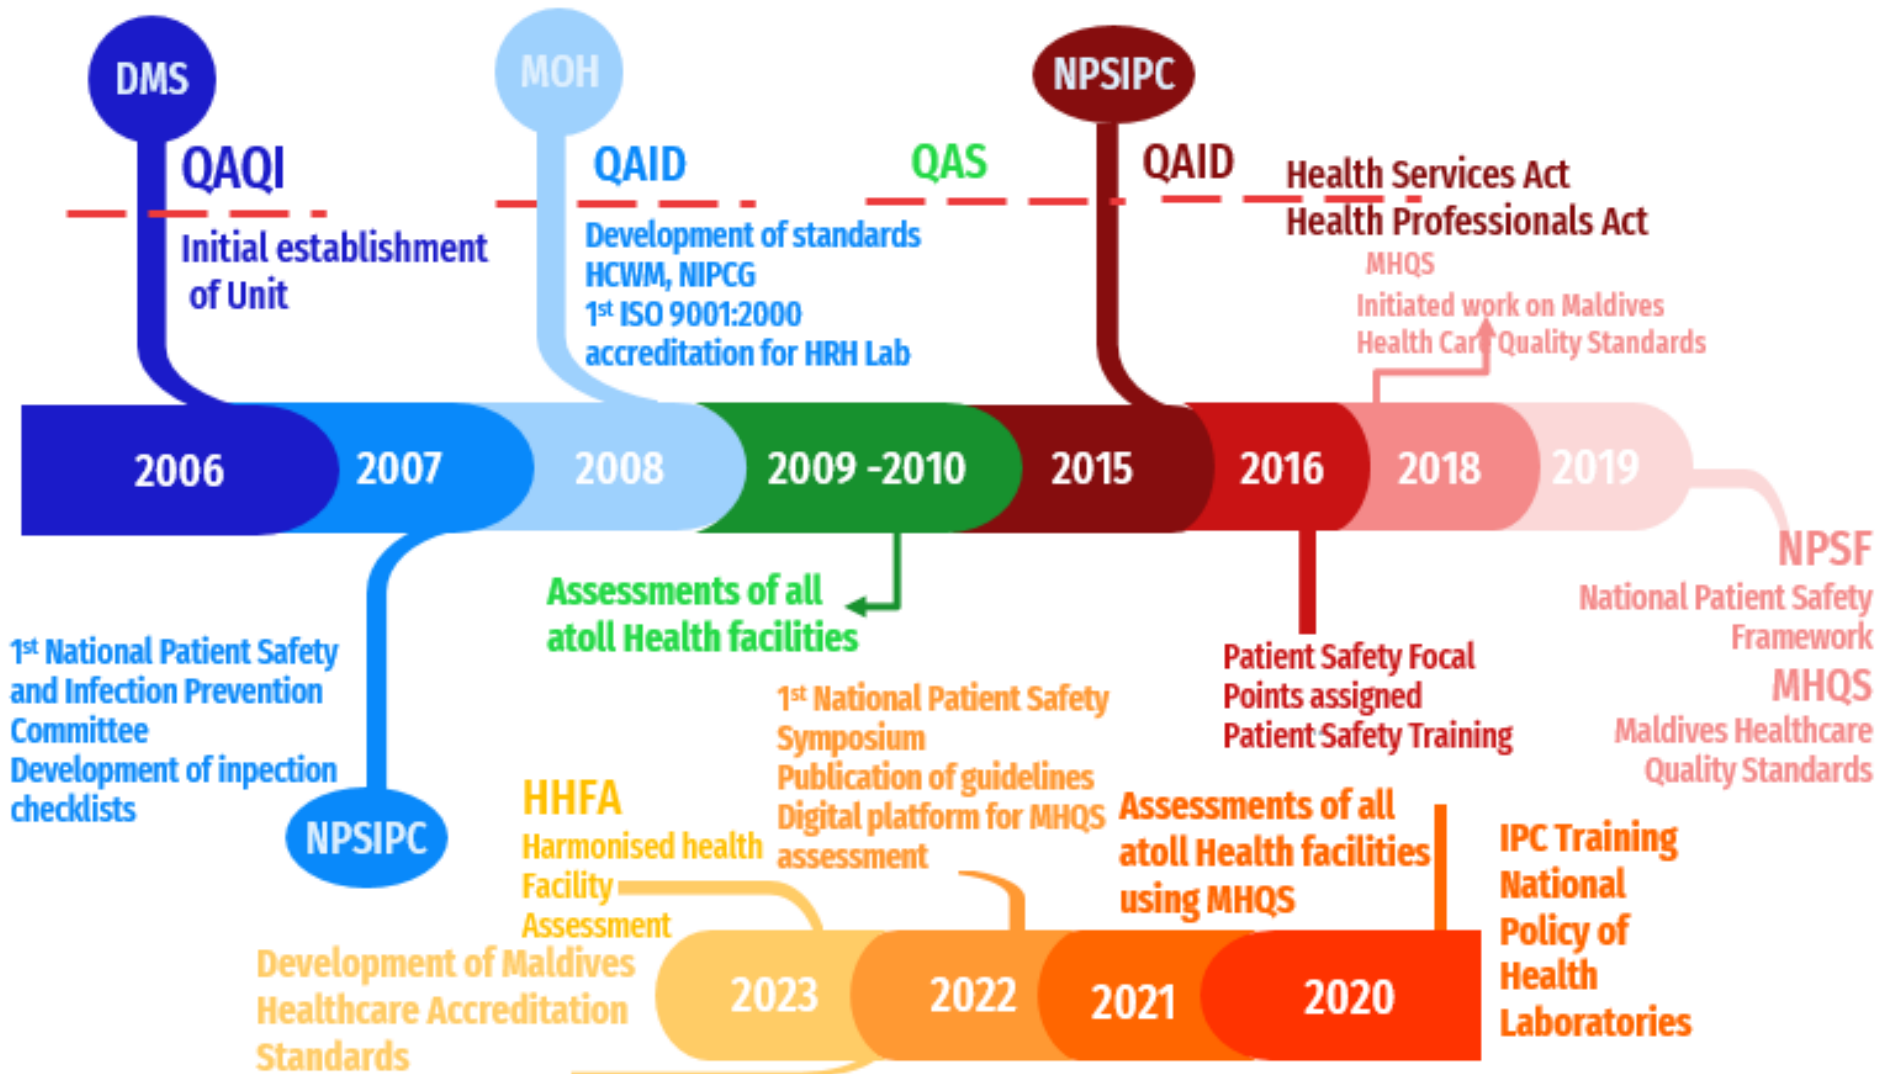 DMS
QAQI
Initial establishment
of Unit
MOH
QAID
Development of standards
HCWM, NIPCG
1st ISO 9001:2000
accreditation for HRH Lab
QAS
NPSIPC
QAID
Health Services Act
Health Professionals Act
MHQS
Initiated work on Maldives
Health Care Quality Standards
2006
2007
2008
2009 -2010
2015
2016
2018
2019
1st National Patient Safety
and Infection Prevention
Committee
Development of inpection
checklists
NPSIPC
Assessments of all
atoll Health facilities
Patient Safety Focal
Points assigned
Patient Safety Training
NPSF
National Patient Safety
Framework
MHQS
Maldives Healthcare
Quality Standards
HHFA
Harmonised health
Facility
Assessment
Development of Maldives
Healthcare Accreditation
Standards
1st National Patient Safety
Symposium
Publication of guidelines
Digital platform for MHQS
assessment
Assessments of all
atoll Health facilities
using MHQS
IPC Training
National
Policy of
Health
Laboratories
2023
2022
2021
2020